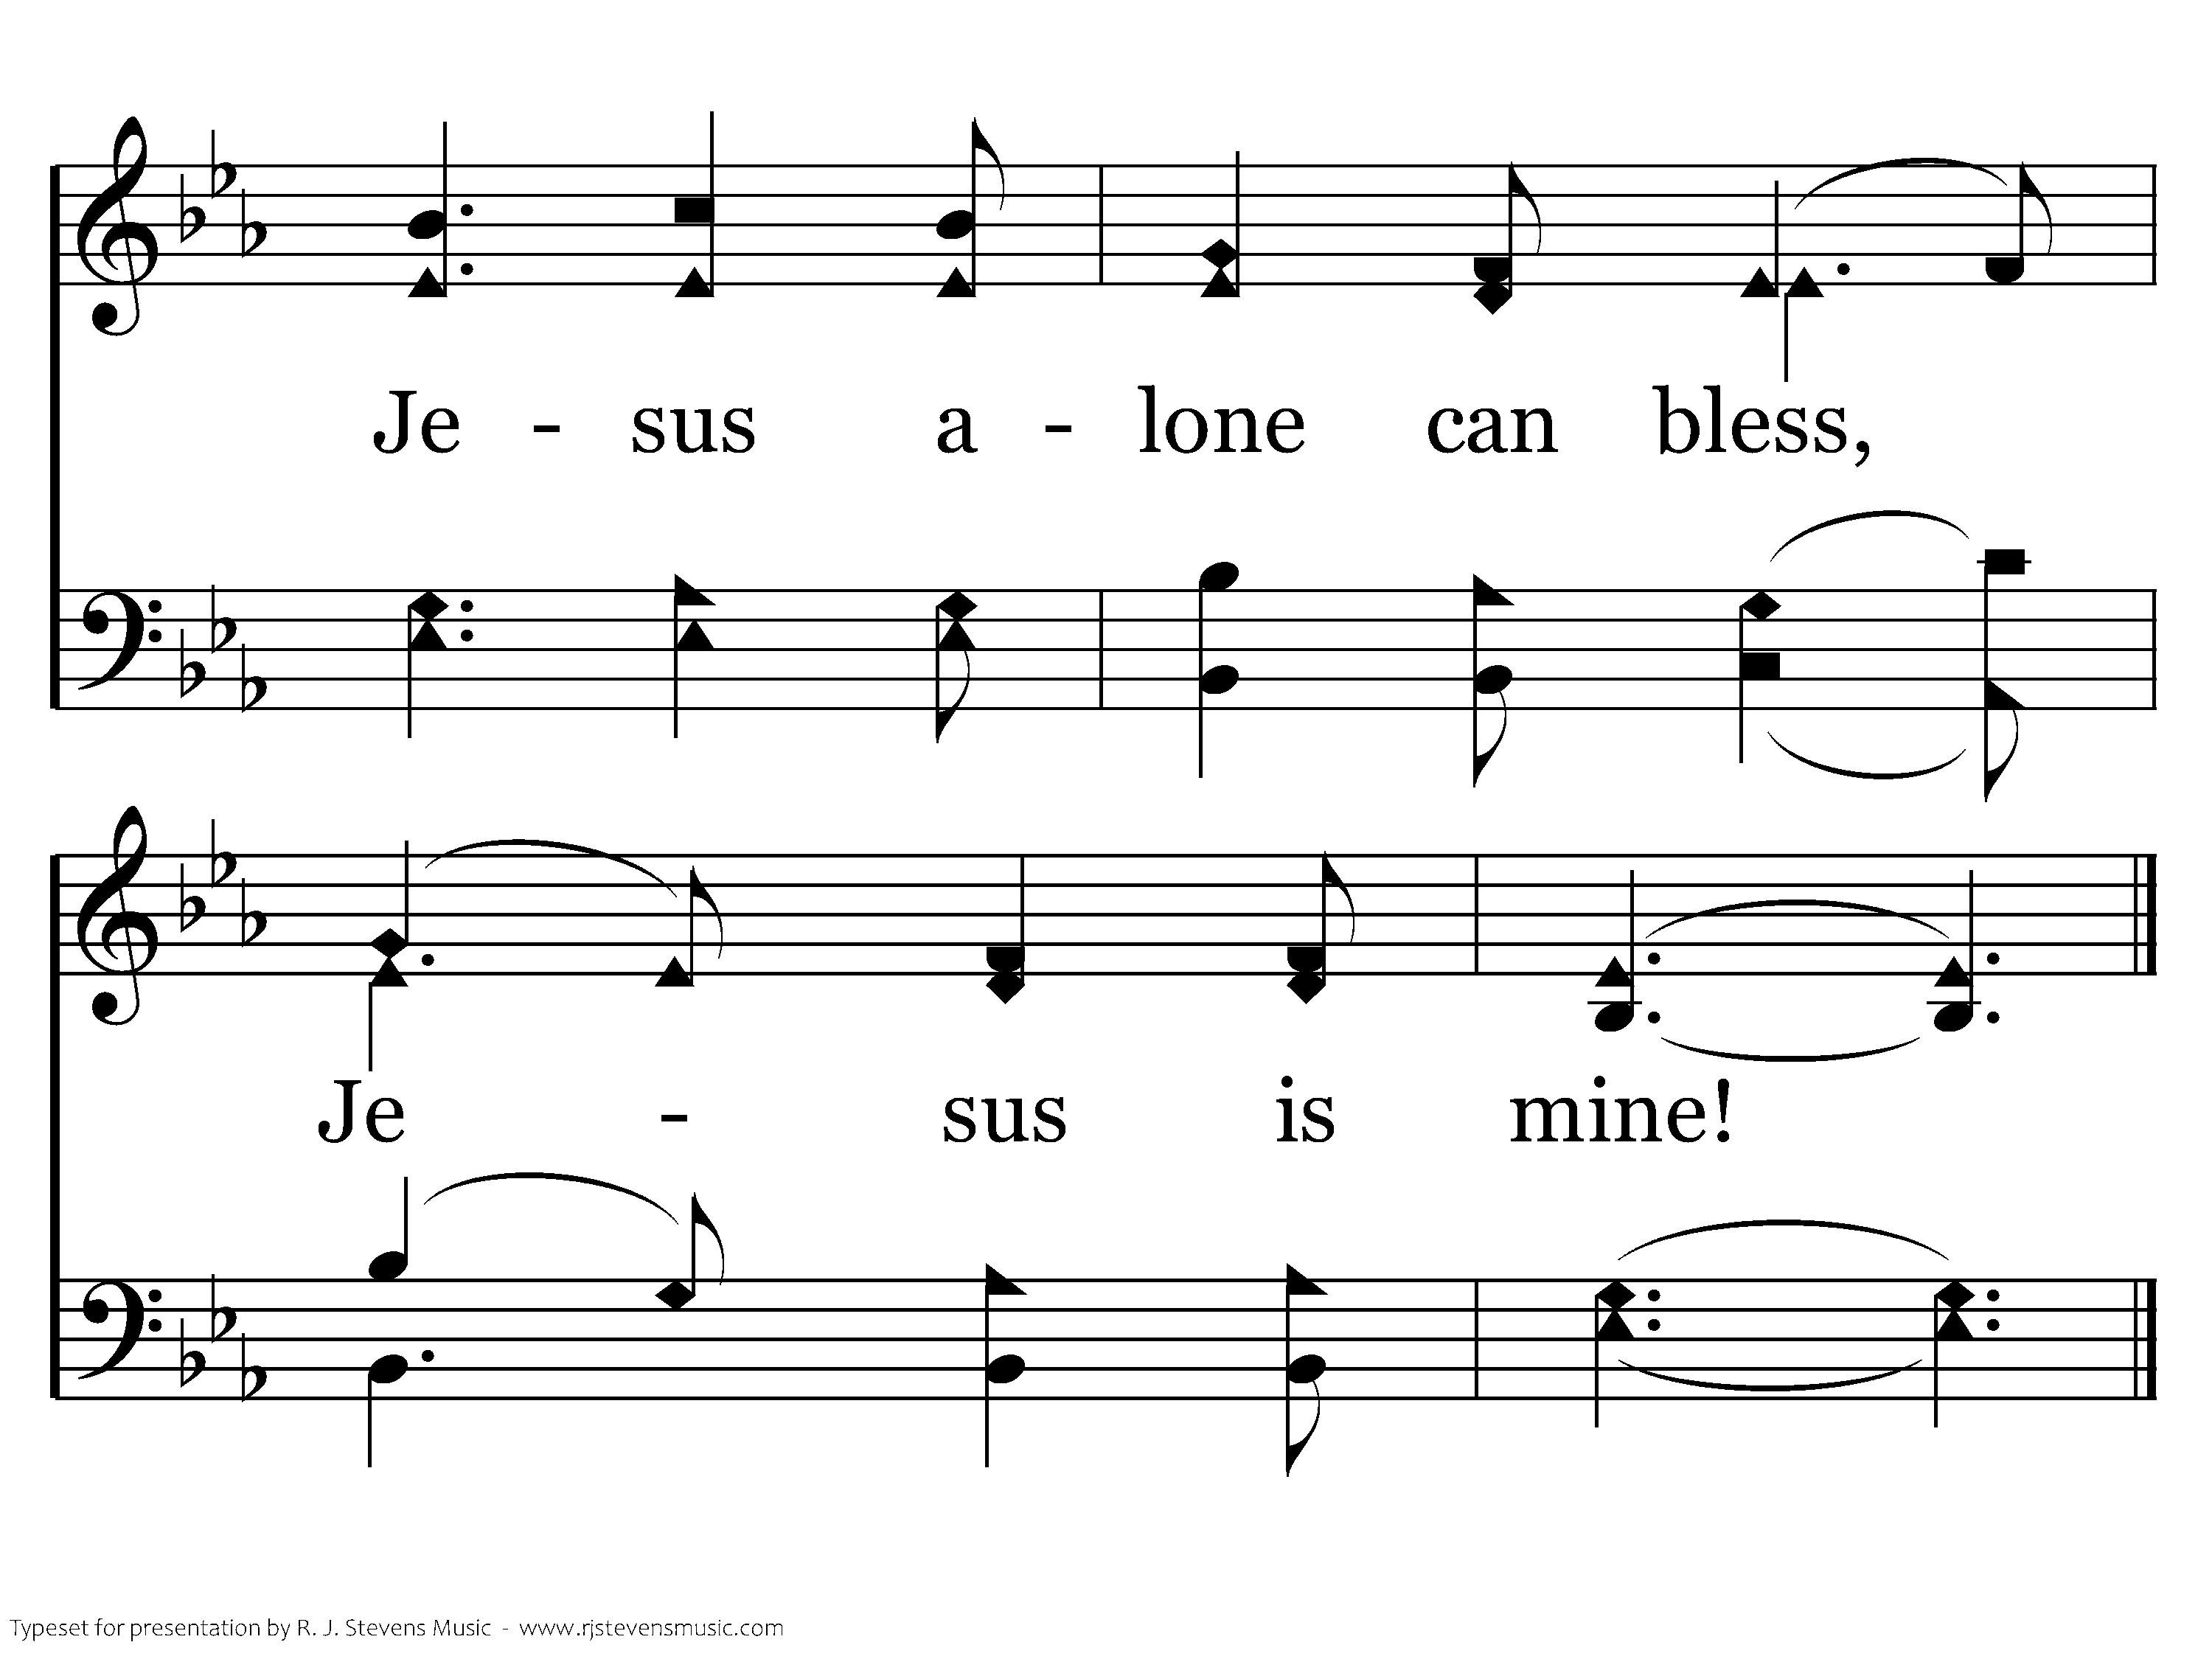 Je - sus a - lone can bless,
Je - sus is mine!
Typeset for presentation by R. J. Stevens Music - www.rjstevensmusic.com